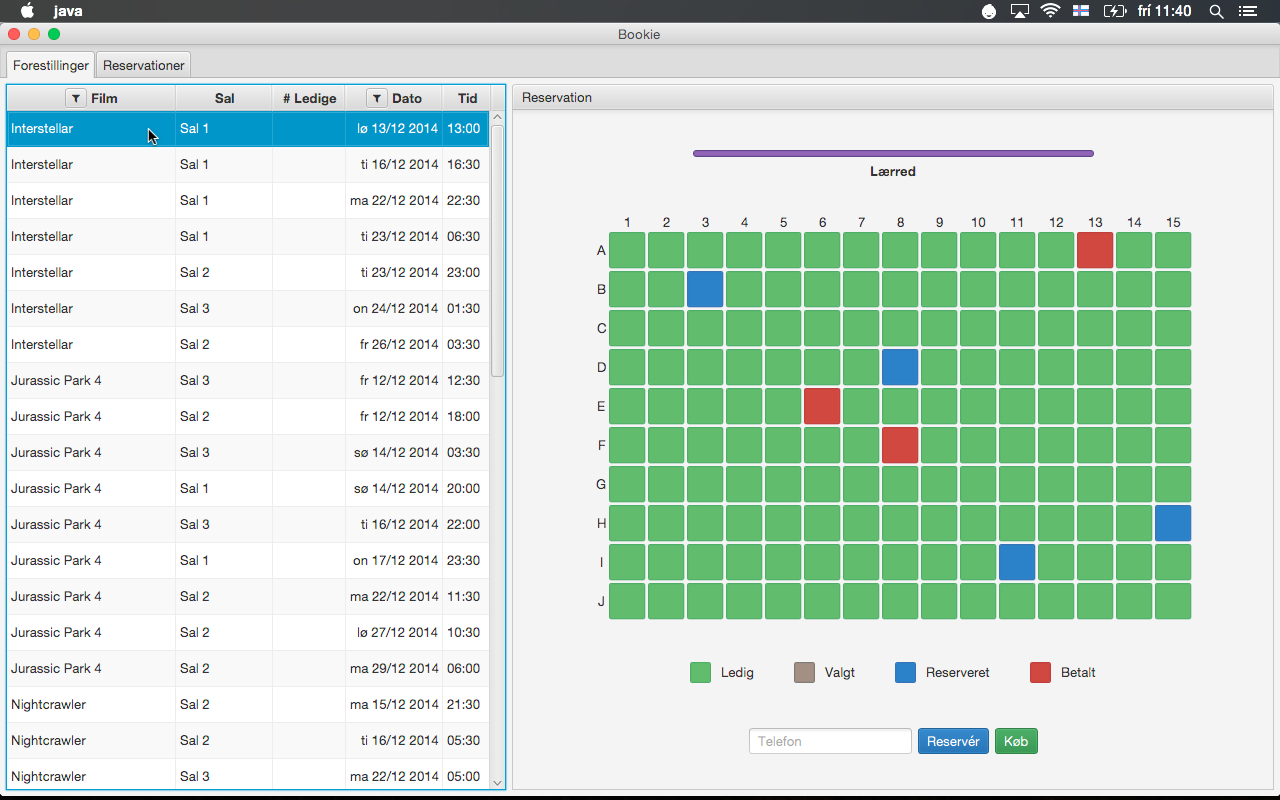 java
frí 11:40
Bookie
Forestillinger Reservationer
Film Sal # Ledige Dato Tid
Interstellar Sal 1 lø 13/12 2014 13:00
Interstellar Sal 1 ti 16/12 2014 16:30
Interstellar Sal 1 ma 22/12 2014 22:30
Interstellar Sal 1 ti 23/12 2014 06:30
Interstellar Sal 2 ti 23/12 2014 23:00
Interstellar Sal 3 on 24/12 2014 01:30
Interstellar Sal 2 fr 26/12 2014 03:30
Jurassic Park 4 Sal 3 fr 12/12 2014 12:30
Jurassic Park 4 Sal 2 fr 12/12 2014 18:00
Jurassic Park 4 Sal 3 sø 14/12 2014 03:30
Jurassic Park 4 Sal 1 sø 14/12 2014 20:00
Jurassic Park 4 Sal 3 ti 16/12 2014 22:00
Jurassic Park 4 Sal 1 on 17/12 2014 23:30
Jurassic Park 4 Sal 2 ma 22/12 2014 11:30
Jurassic Park 4 Sal 2 lø 27/12 2014 10:30
Jurassic Park 4 Sal 2 ma 29/12 2014 06:00
Nightcrawler Sal 2 ma 15/12 2014 21:30
Nightcrawler Sal 2 ti 16/12 2014 05:30
Nightcrawler Sal 3 ma 22/12 2014 05:00
Reservation
Lærred
1 2 3 4 5 6 7 8 9 10 11 12 13 14 15
A
B
C
D
E
F
G
H
I
J
Ledig Valgt Reserveret Betalt
Telefon Reservér Køb